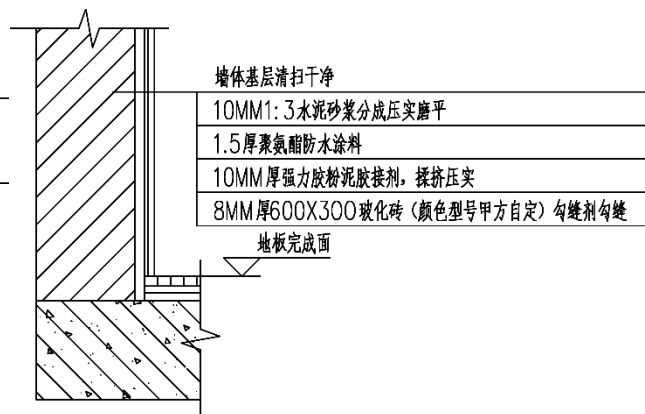 墙体基层清扫干净
10MM1:3水泥砂浆分成压实磨平
1.5厚聚氨酯防水涂料
10MM厚强力胶粉泥胶接剂，揉挤压实
8MM厚600X300玻化砖（颜色型号甲方自定）勾缝剂勾缝
地板完成面